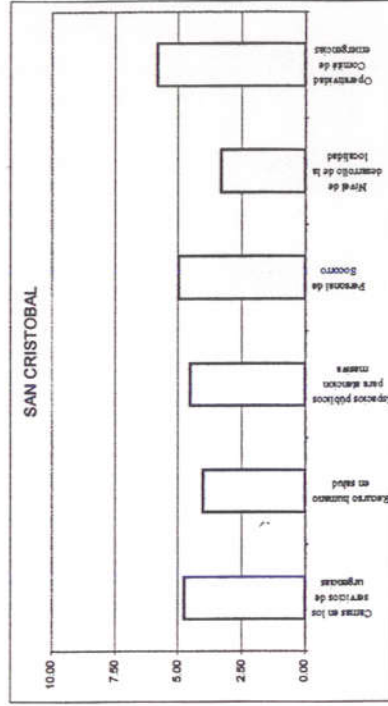 SAN CRISTOBAL
10.00
7.50
5.00
2.50
0.00
Camas en los
servicios de
urgencias
Recurso humano
en salud
spacios públicos
para atencion
masiva
Personal de
Socorro
Nivel de
desarrollo de la
localidad
Operatividad
Comité de
emergencias